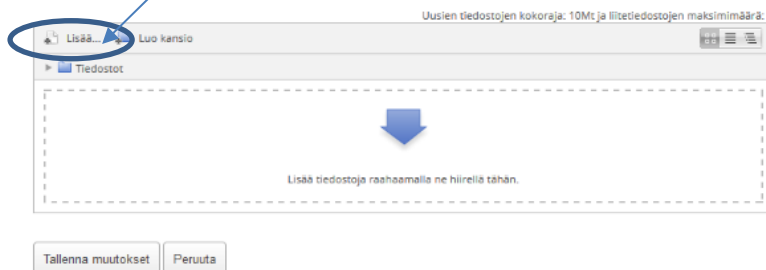 Uusien tiedostojen kokoraja: 10Mt ja liitetiedostojen maksimimäärä:
Lisää... Luo kansio
Tiedostot
Lisää tiedostoja raahaamalla ne hiirellä tähän.
Tallenna muutokset Peruuta